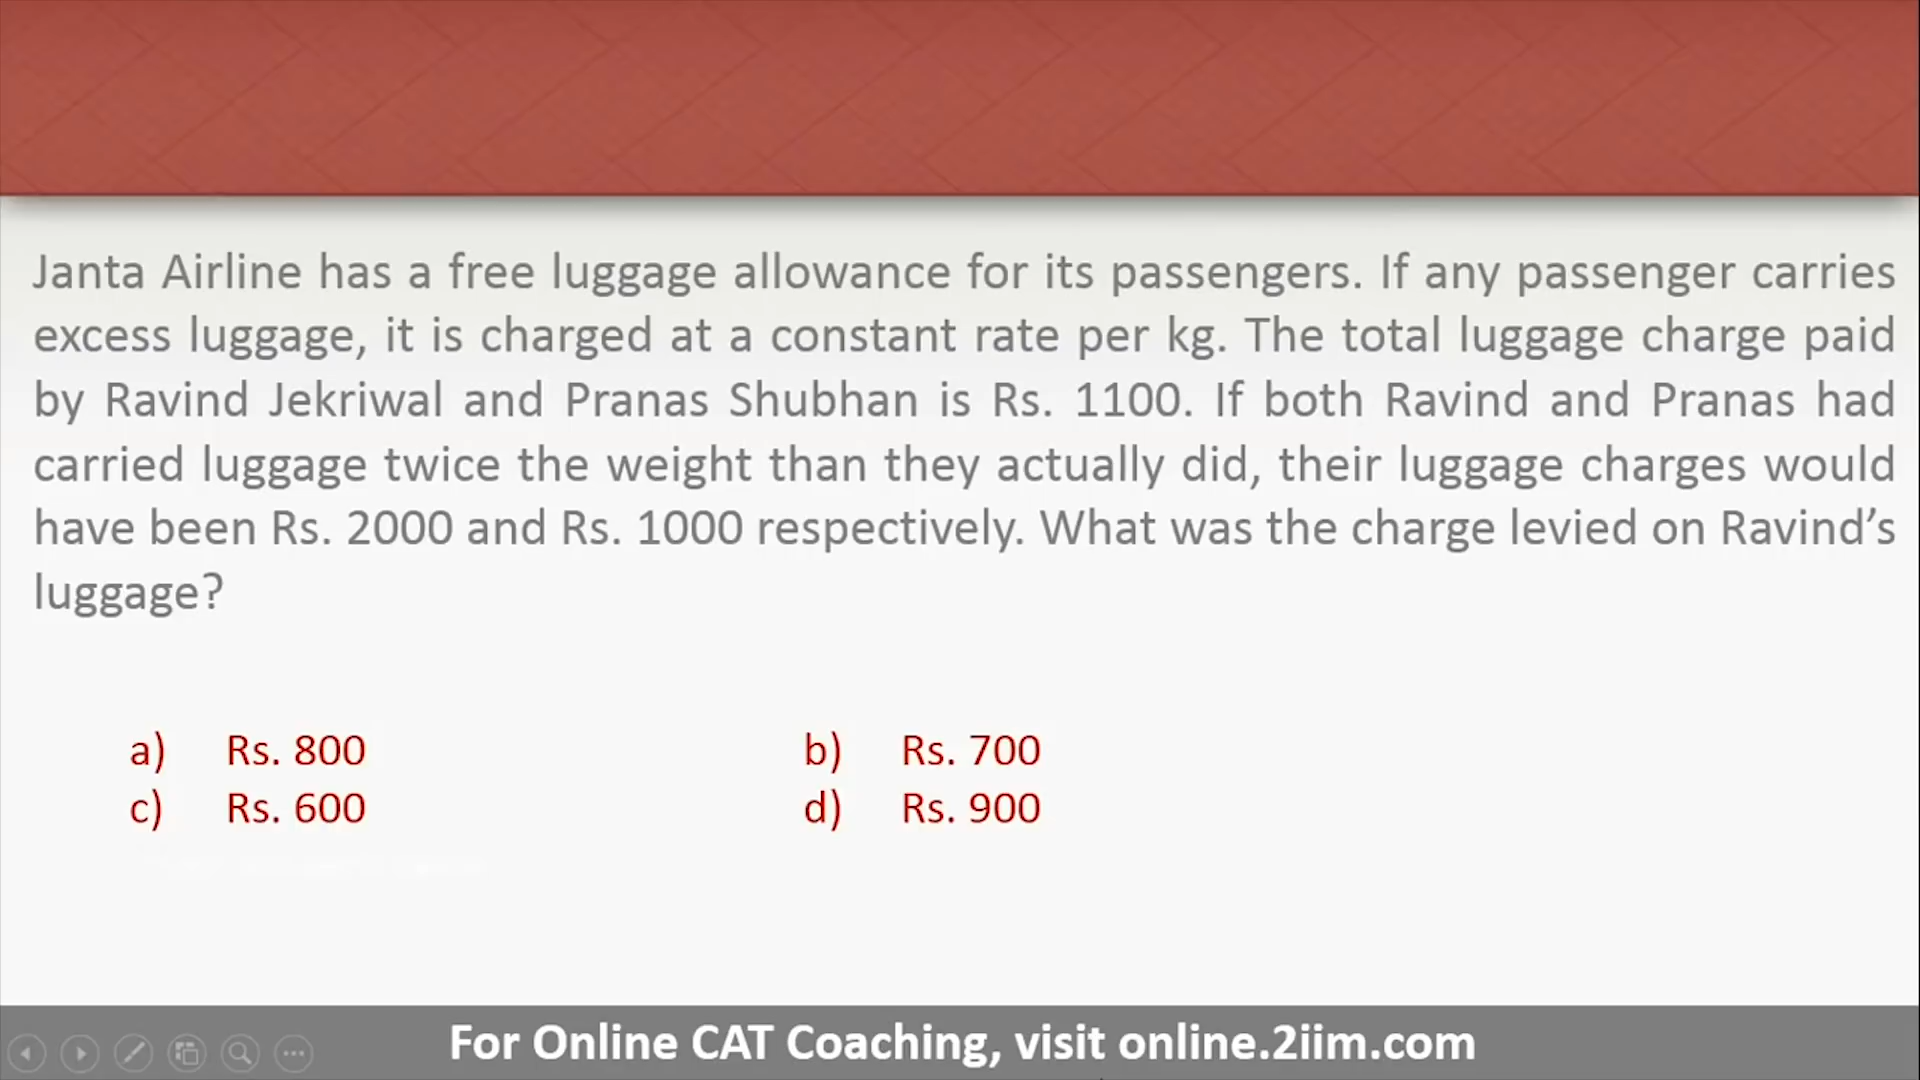 Janta Airline has a free luggage allowance for its passengers. If any passenger carries
excess luggage, it is charged at a constant rate per kg. The total luggage charge paid
by Ravind Jekriwal and Pranas Shubhan is Rs. 1100. If both Ravind and Pranas had
carried luggage twice the weight than they actually did, their luggage charges would
have been Rs. 2000 and Rs. 1000 respectively. What was the charge levied on Ravind’s
luggage?
a) Rs. 800 b) Rs. 700
c) Rs. 600 d) Rs. 900
For Online CAT Coaching, visit online.2iim.com